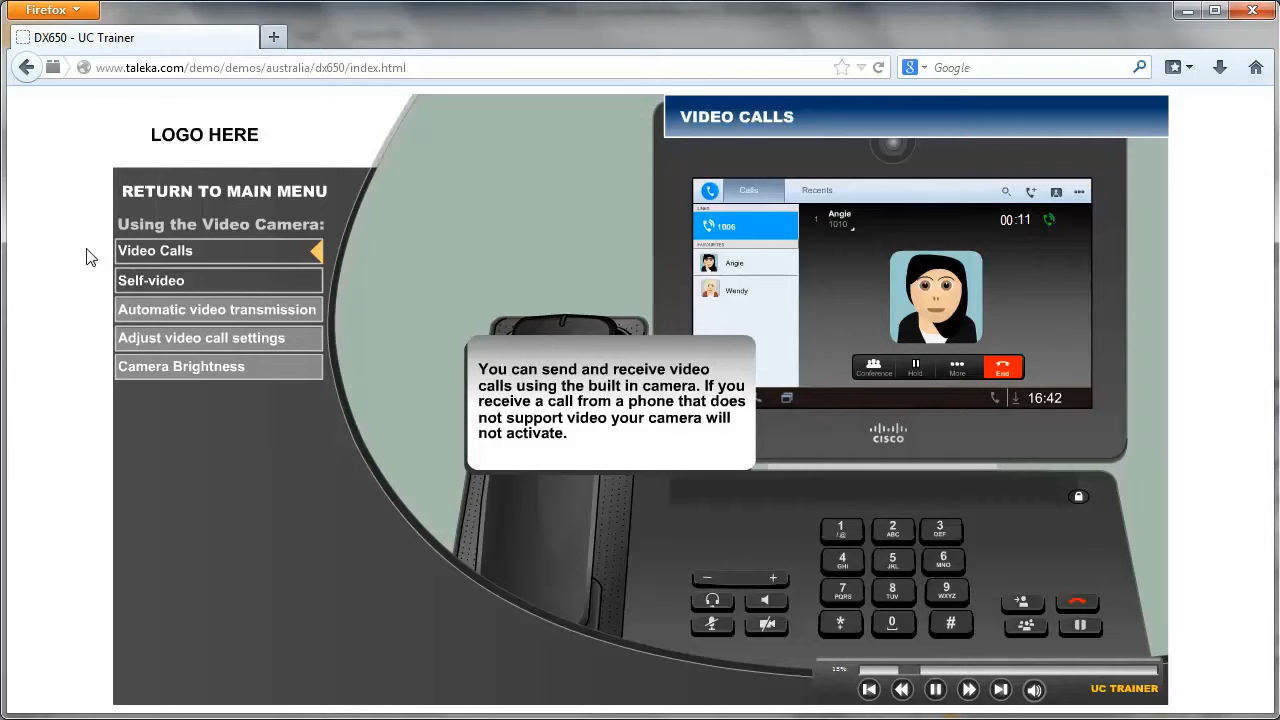 Firefox
DX650 - UC Trainer
www.taleka.com/demo/demos/australia/dx650/index.html
Google
LOGO HERE
RETURN TO MAIN MENU
Using the Video Camera:
Video Calls
Self-video
Automatic video transmission
Adjust video call settings
Camera Brightness
VIDEO CALLS
Calls
Recents
LINES
1006
FAVOURITES
Angie
Wendy
1
Angie
1010
00:11
Conference
Hold
More
End
16:42
CISCO
You can send and receive video
calls using the built in camera. If you
receive a call from a phone that does
not support video your camera will
not activate.
1 2 3
/@ ABC DEF
4 5 6
GHI JKL MNO
7 8 9
PQRS TUV WXYZ
* 0 #
15%
UC TRAINER